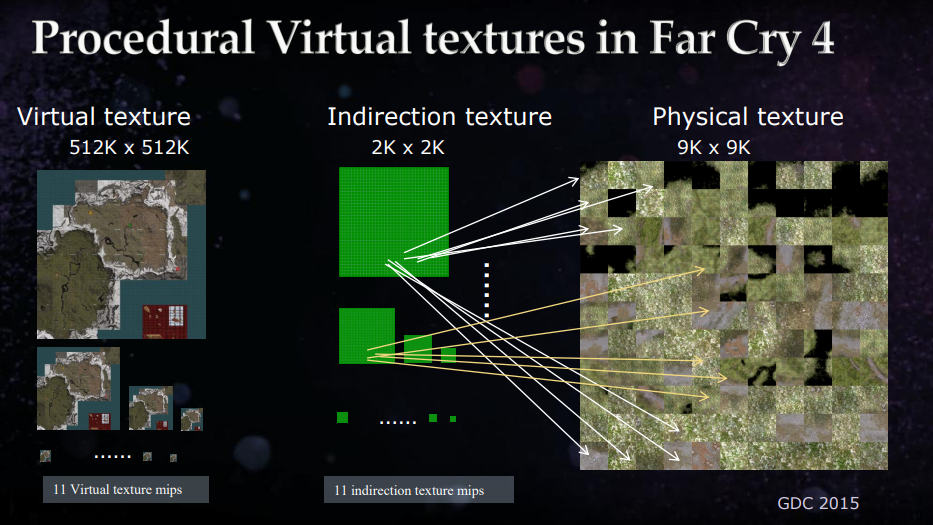 Procedural Virtual textures in Far Cry 4
Virtual texture
512K x 512K
Indirection texture
2K x 2K
Physical texture
9K x 9K
......
......
......
11 Virtual texture mips
11 indirection texture mips
GDC 2015